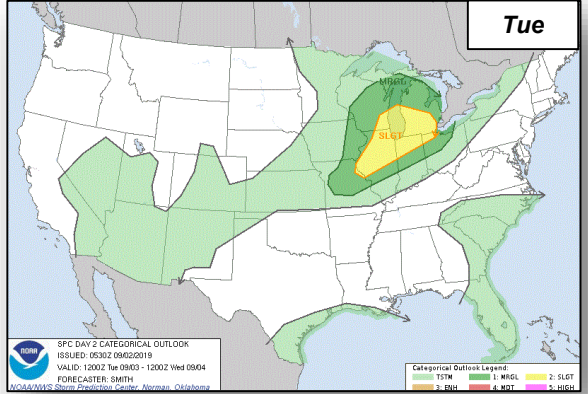 Tue
MRGL
SLGT
NOAA
SPC DAY 2 CATEGORICAL OUTLOOK
ISSUED: 0530Z 09/02/2019
VALID: 1200Z Tue 09/03 - 1200Z Wed 09/04
FORECASTER: SMITH
NOAA/NWS Storm Prediction Center, Norman, Oklahoma
Categorical Outlook Legend:
TSTM 1: MRGL 2: SLGT
3: ENH 4: MDT 5: HIGH